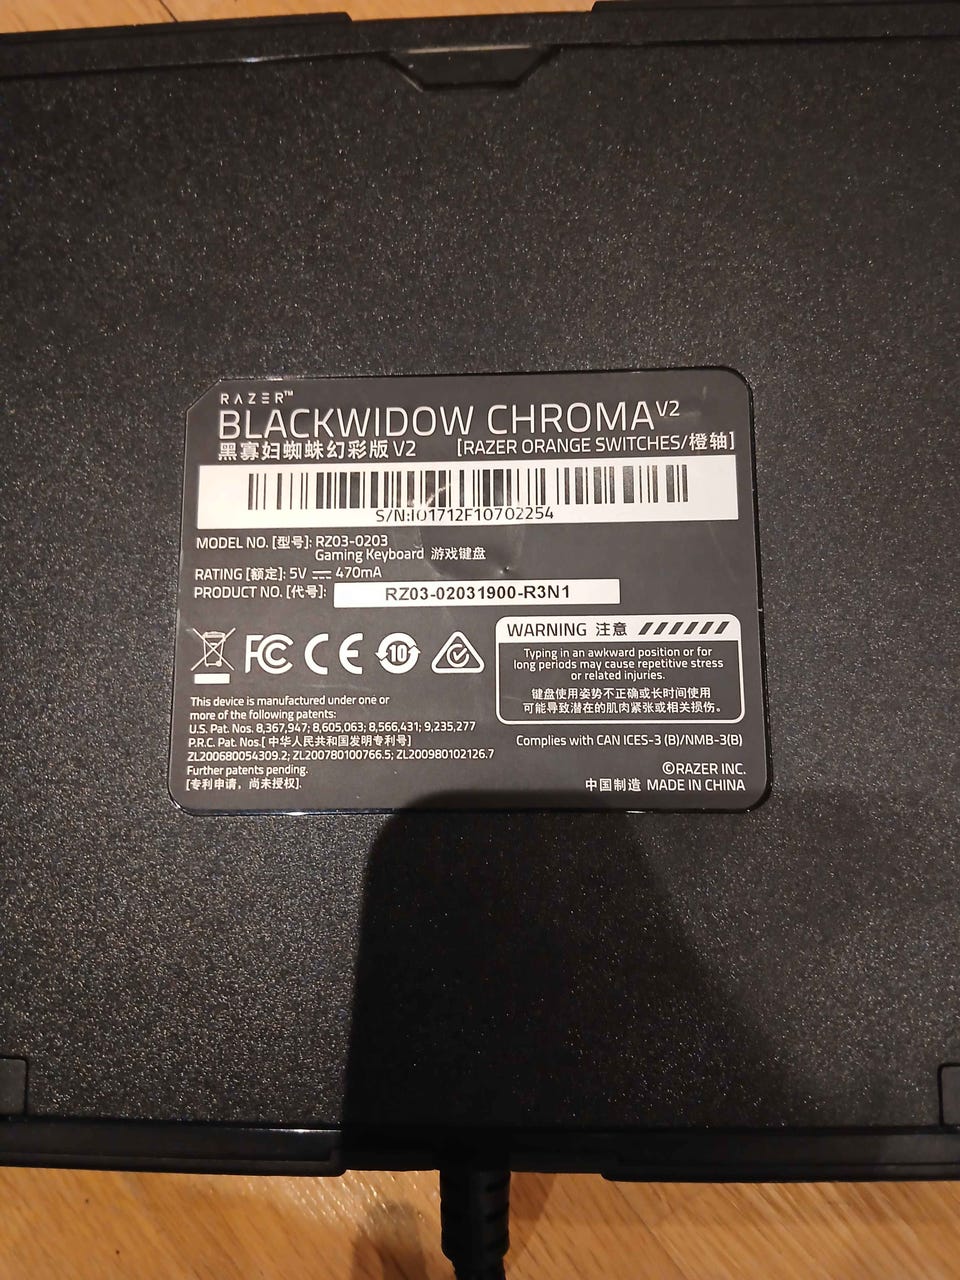 RAZER™
BLACKWIDOW CHROMA V2
黑寡妇蜘蛛幻彩版 V2 [RAZER ORANGE SWITCHES/橙轴]
S/N:IO1712F10702254
MODEL NO. [型号]: RZ03-0203
Gaming Keyboard 游戏键盘
RATING [额定]: 5V ⎓ 470mA
PRODUCT NO. [代号]: RZ03-02031900-R3N1
FC CE 10
WARNING 注意
Typing in an awkward position or for
long periods may cause repetitive stress
or related injuries.
键盘使用姿势不正确或长时间使用
可能导致潜在的肌肉紧张或相关损伤。
This device is manufactured under one or
more of the following patents:
U.S. Pat. Nos. 8,367,947; 8,605,063; 8,566,431; 9,235,277
P.R.C. Pat. Nos.[ 中华人民共和国发明专利号]
ZL200680054309.2; ZL200780100766.5; ZL200980102126.7
Further patents pending.
[专利申请，尚未授权].
Complies with CAN ICES-3 (B)/NMB-3(B)
©RAZER INC.
中国制造 MADE IN CHINA